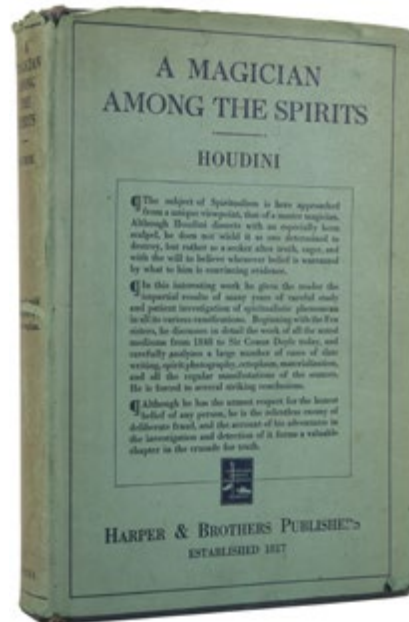 A MAGICIAN
AMONG THE SPIRITS
HOUDINI
¶The subject of Spiritualism is here approached
from a unique viewpoint, that of a master magician.
Although Houdini dissects with an especially keen
scalpel, he does not wield it as one determined to
destroy, but rather as a seeker after truth, eager, and
with the will to believe whenever belief is warranted
by what to him is convincing evidence.
¶In this interesting work he gives the reader the
impartial results of many years of careful study
and patient investigation of spiritualistic phenomena
in all its various ramifications. Beginning with the Fox
sisters, he discusses in detail the work of all the noted
mediums from 1848 to Sir Conan Doyle today, and
carefully analyzes a large number of cases of slate
writing, spirit photography, ectoplasm, materialization,
and all the regular manifestations of the seances.
He is forced to several striking conclusions.
¶Although he has the utmost respect for the honest
belief of any person, he is the relentless enemy of
deliberate fraud, and the account of his adventures in
the investigation and detection of it forms a valuable
chapter in the crusade for truth.
HARPER & BROTHERS PUBLISHERS
ESTABLISHED 1817